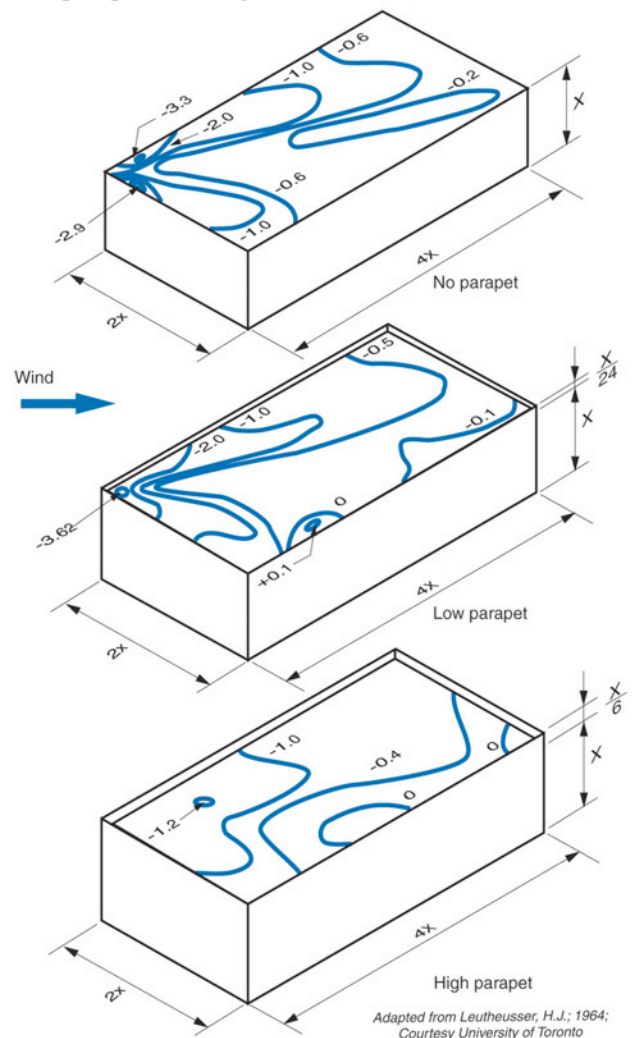 -0.6
-1.0
-0.2
-3.3
-2.0
X
-0.6
-2.9
-1.0
4x
No parapet
2x
Wind
-0.5
X
24
-1.0
-0.1
X
-2.0
0
-3.62
+0.1
4x
Low parapet
2x
X
6
-1.0
0
X
-0.4
0
-1.2
4x
High parapet
2x
Adapted from Leutheusser, H.J.; 1964;
Courtesy University of Toronto